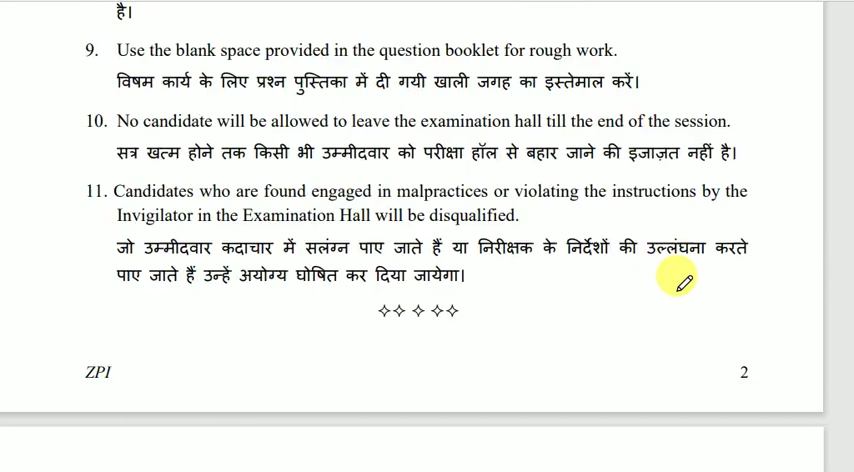 है।
9. Use the blank space provided in the question booklet for rough work.
विषम कार्य के लिए प्रश्न पुस्तिका में दी गयी खाली जगह का इस्तेमाल करें।
10. No candidate will be allowed to leave the examination hall till the end of the session.
सत्र खत्म होने तक किसी भी उम्मीदवार को परीक्षा हॉल से बहार जाने की इजाज़त नहीं है।
11. Candidates who are found engaged in malpractices or violating the instructions by the
Invigilator in the Examination Hall will be disqualified.
जो उम्मीदवार कदाचार में सलंग्न पाए जाते हैं या निरीक्षक के निर्देशों की उल्लंघना करते
पाए जाते हैं उन्हें अयोग्य घोषित कर दिया जायेगा।
ZPI 2